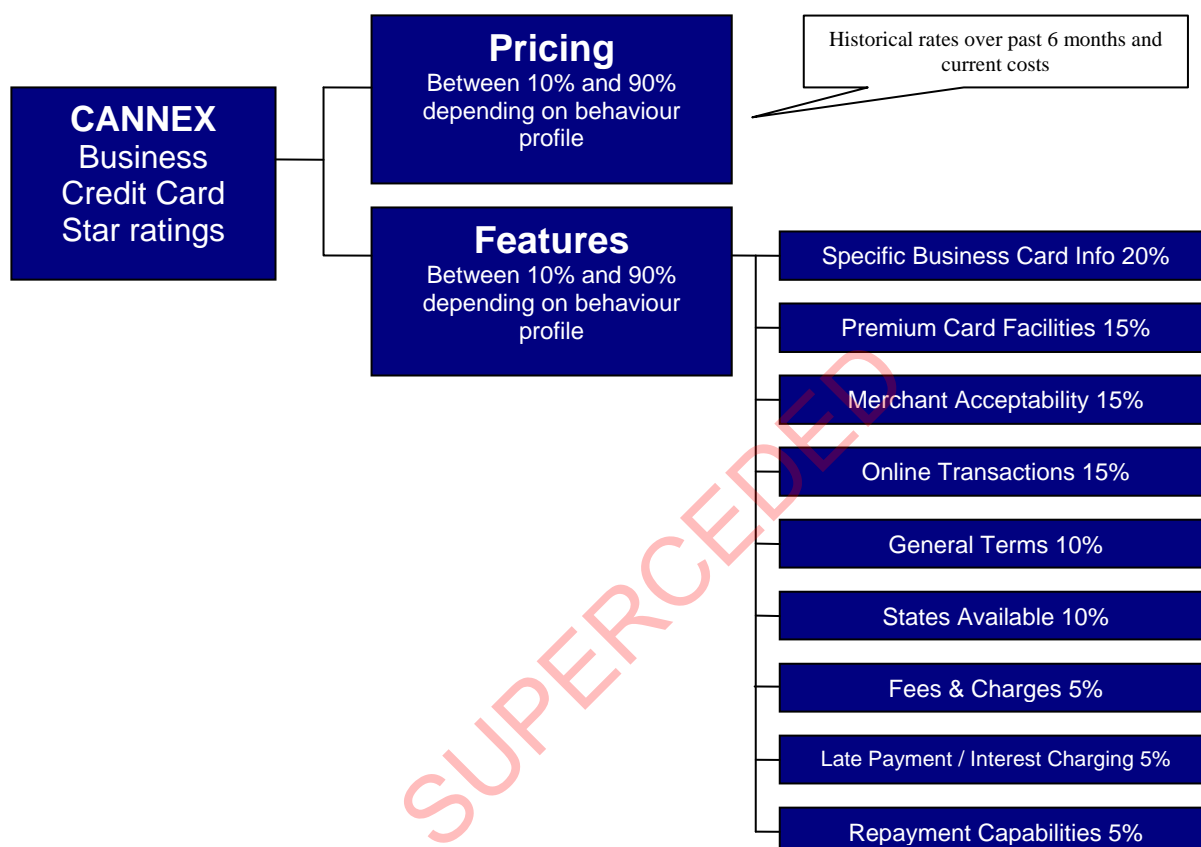 CANNEX
Business
Credit Card
Star ratings
Pricing
Between 10% and 90%
depending on behaviour
profile
Historical rates over past 6 months and
current costs
Features
Between 10% and 90%
depending on behaviour
profile
Specific Business Card Info 20%
Premium Card Facilities 15%
Merchant Acceptability 15%
Online Transactions 15%
General Terms 10%
States Available 10%
Fees & Charges 5%
Late Payment / Interest Charging 5%
Repayment Capabilities 5%
SUPERCEDED